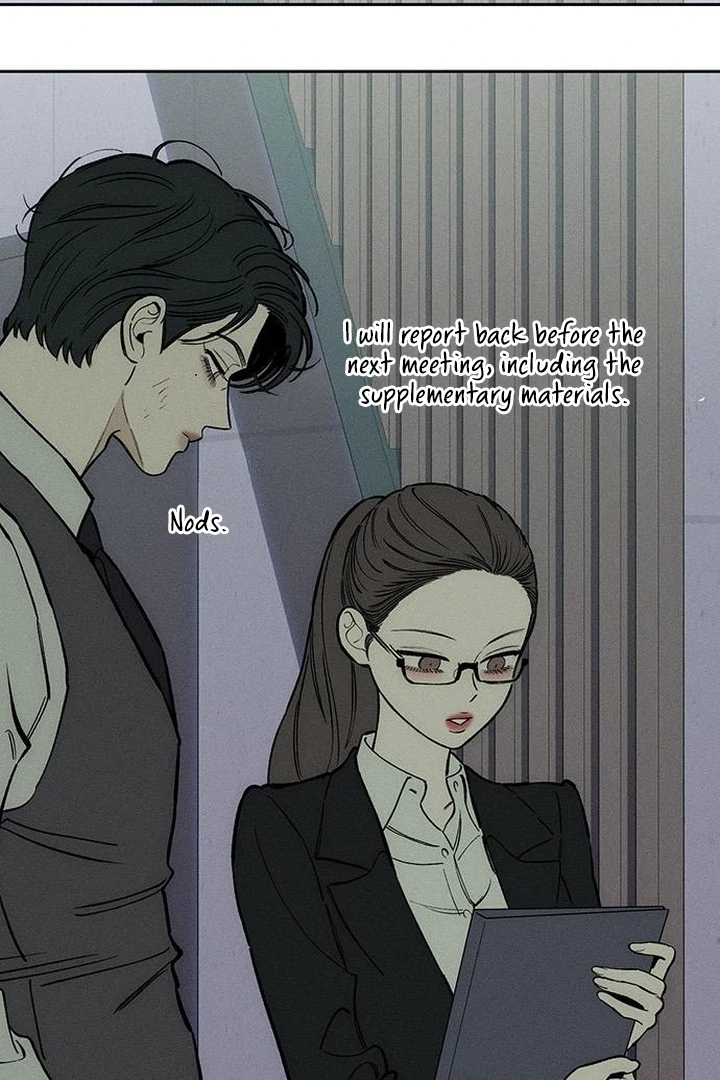 I will report back before the
next meeting, including the
supplementary materials.
Nods.